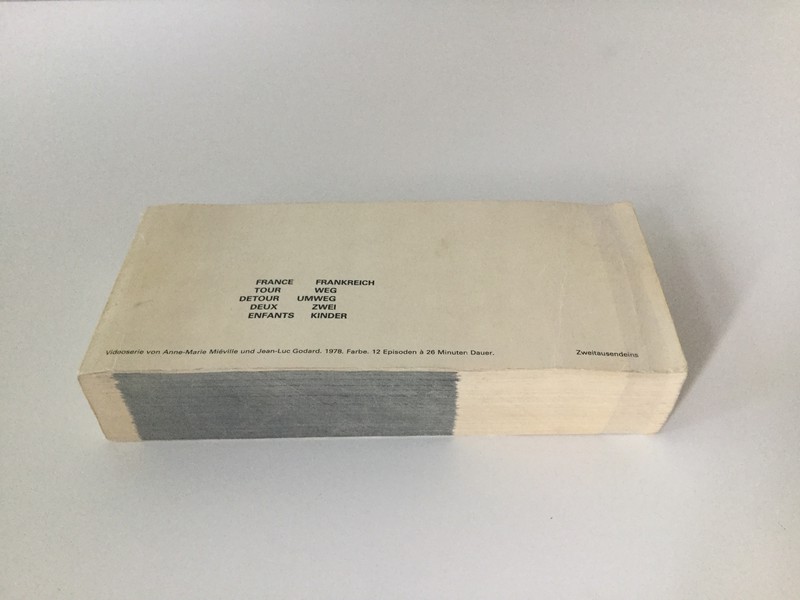 FRANCE FRANKREICH
TOUR WEG
DETOUR UMWEG
DEUX ZWEI
ENFANTS KINDER
Videoserie von Anne-Marie Miéville und Jean-Luc Godard. 1978. Farbe. 12 Episoden à 26 Minuten Dauer.
Zweitausendeins